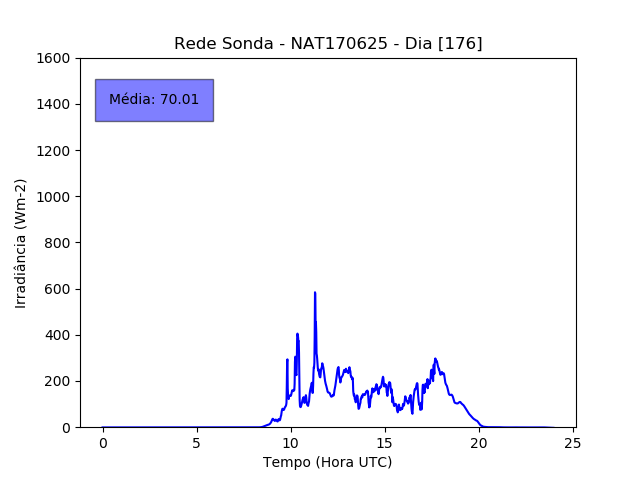 Rede Sonda - NAT170625 - Dia [176]
Média: 70.01
Irradiância (Wm-2)
1600
1400
1200
1000
800
600
400
200
0
0 5 10 15 20 25
Tempo (Hora UTC)